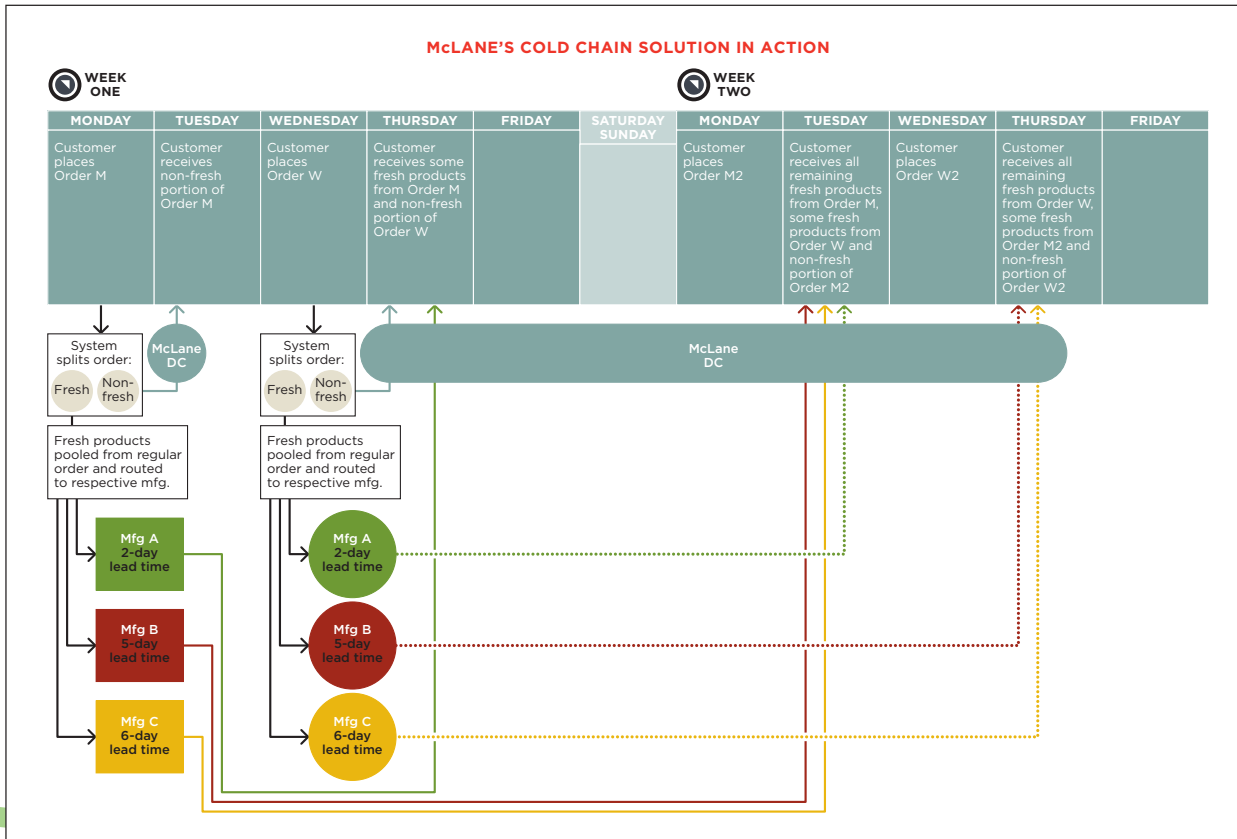 McLANE'S COLD CHAIN SOLUTION IN ACTION
WEEK
ONE
WEEK
TWO
MONDAY
TUESDAY
WEDNESDAY
THURSDAY
FRIDAY
SATURDAY
SUNDAY
MONDAY
TUESDAY
WEDNESDAY
THURSDAY
FRIDAY
Customer
places
Order M
Customer
receives
non-fresh
portion of
Order M
Customer
places
Order W
Customer
receives some
fresh products
from Order M
and non-fresh
portion of
Order W
Customer
places
Order M2
Customer
receives all
remaining
fresh products
from Order M,
some fresh
products from
Order W and
non-fresh
portion of
Order M2
Customer
places
Order W2
Customer
receives all
remaining
fresh products
from Order W,
some fresh
products from
Order M2 and
non-fresh
portion of
Order W2
System
splits order:
Fresh
Non-
fresh
McLane
DC
System
splits order:
Fresh
Non-
fresh
McLane
DC
Fresh products
pooled from regular
order and routed
to respective mfg.
Fresh products
pooled from regular
order and routed
to respective mfg.
Mfg A
2-day
lead time
Mfg A
2-day
lead time
Mfg B
5-day
lead time
Mfg B
5-day
lead time
Mfg C
6-day
lead time
Mfg C
6-day
lead time